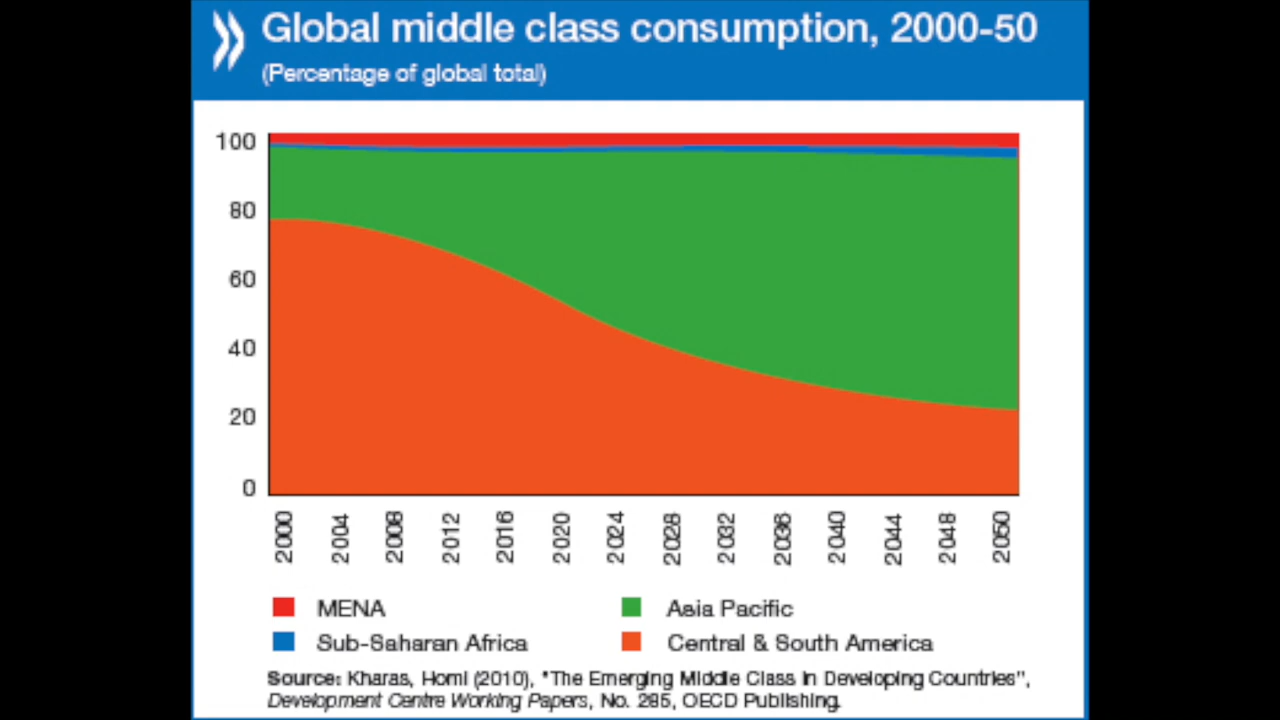 Global middle class consumption, 2000-50
(Percentage of global total)
100
80
60
40
20
0
2000
2004
2008
2012
2016
2020
2024
2028
2032
2036
2040
2044
2048
2050
MENA
Asia Pacific
Sub-Saharan Africa
Central & South America
Source: Kharas, Homi (2010), "The Emerging Middle Class in Developing Countries",
Development Centre Working Papers, No. 285, OECD Publishing.